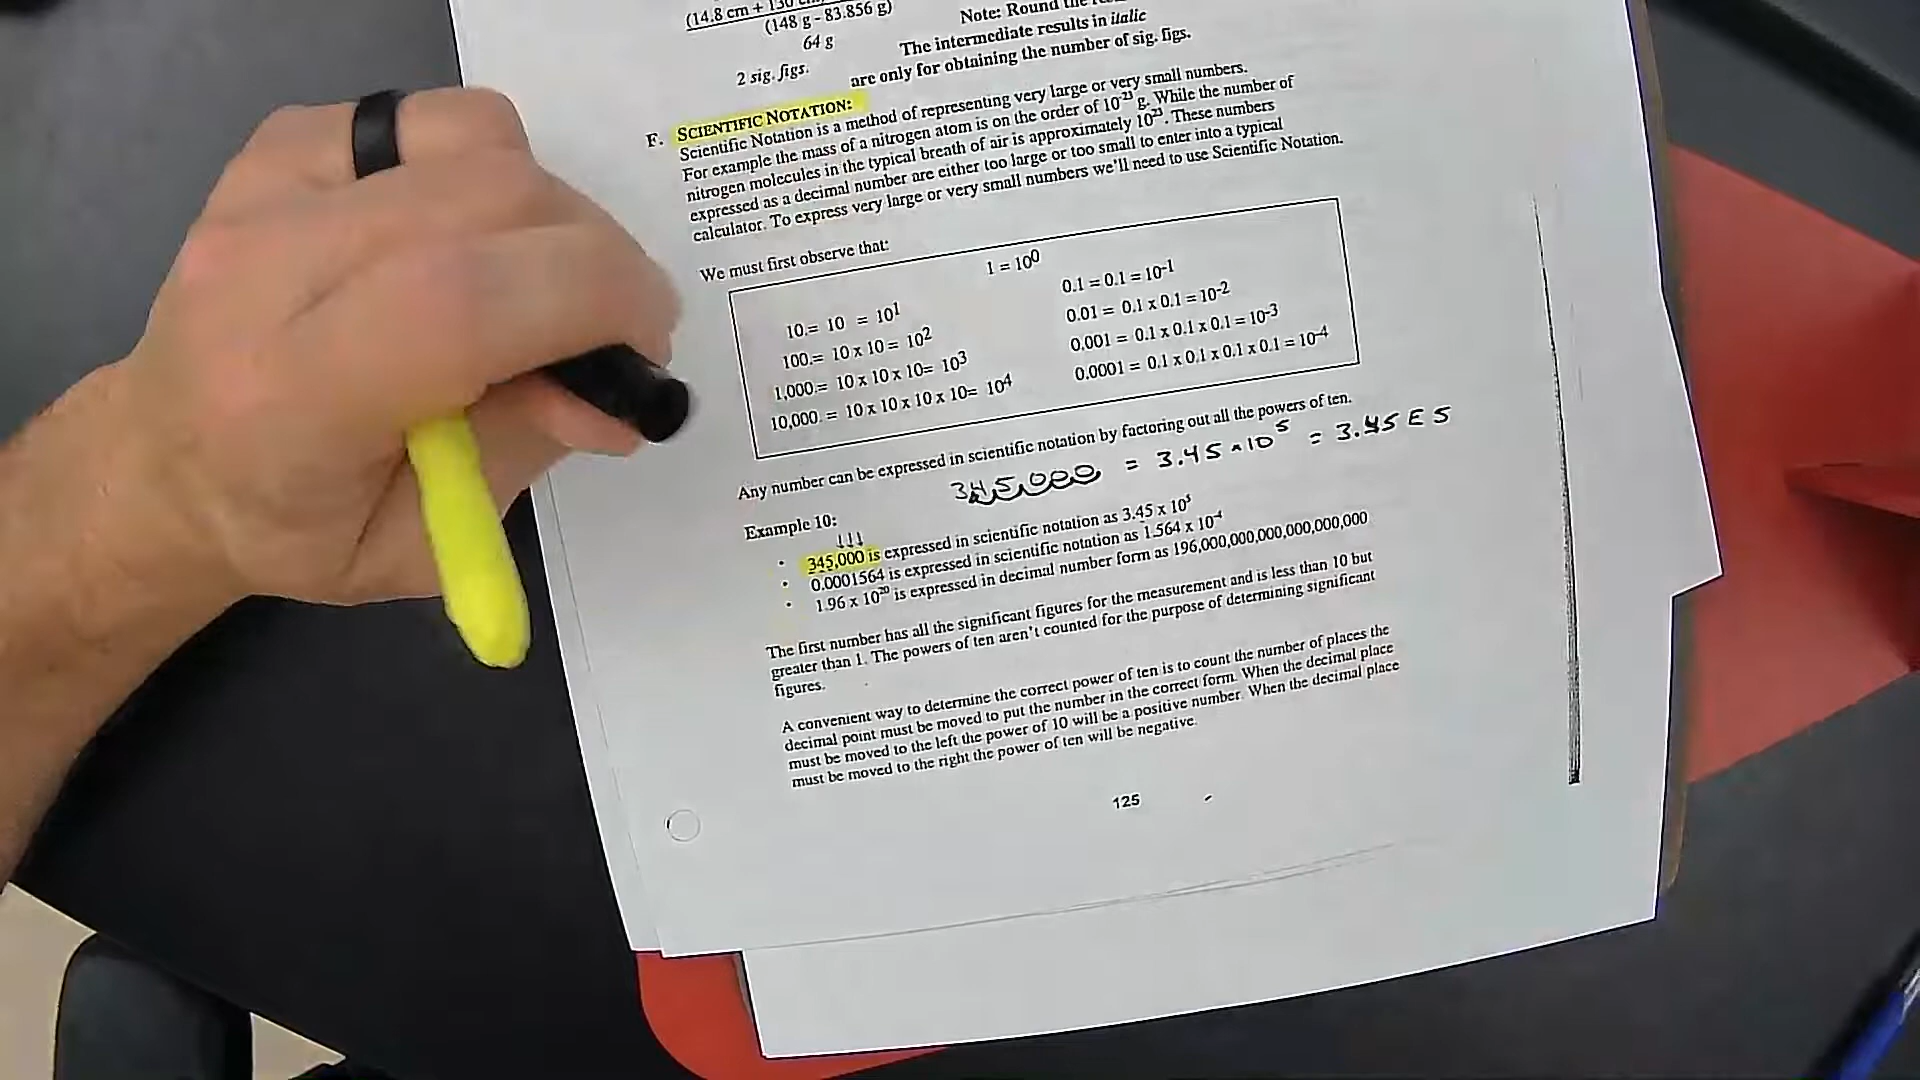 (14.8 cm + 130
(148 g - 83.856 g)
64 g
2 sig. figs.
Note: Round the
The intermediate results in italic
are only for obtaining the number of sig. figs.
F. SCIENTIFIC NOTATION:
Scientific Notation is a method of representing very large or very small numbers.
For example the mass of a nitrogen atom is on the order of 10⁻²³ g. While the number of
nitrogen molecules in the typical breath of air is approximately 10²³. These numbers
expressed as a decimal number are either too large or too small to enter into a typical
calculator. To express very large or very small numbers we'll need to use Scientific Notation.
We must first observe that:
1 = 10⁰
10.= 10 = 10¹
100.= 10 x 10 = 10²
1,000.= 10 x 10 x 10= 10³
10,000. = 10 x 10 x 10 x 10= 10⁴
0.1 = 0.1 = 10⁻¹
0.01 = 0.1 x 0.1 = 10⁻²
0.001 = 0.1 x 0.1 x 0.1 = 10⁻³
0.0001 = 0.1 x 0.1 x 0.1 x 0.1 = 10⁻⁴
Any number can be expressed in scientific notation by factoring out all the powers of ten.
345,000 = 3.45 x 10⁵ = 3.45 E 5
Example 10:
↓↓↓
• 345,000 is expressed in scientific notation as 3.45 x 10⁵
• 0.0001564 is expressed in scientific notation as 1.564 x 10⁻⁴
• 1.96 x 10²⁰ is expressed in decimal number form as 196,000,000,000,000,000,000
The first number has all the significant figures for the measurement and is less than 10 but
greater than 1. The powers of ten aren't counted for the purpose of determining significant
figures.
A convenient way to determine the correct power of ten is to count the number of places the
decimal point must be moved to put the number in the correct form. When the decimal place
must be moved to the left the power of 10 will be a positive number. When the decimal place
must be moved to the right the power of ten will be negative.
125